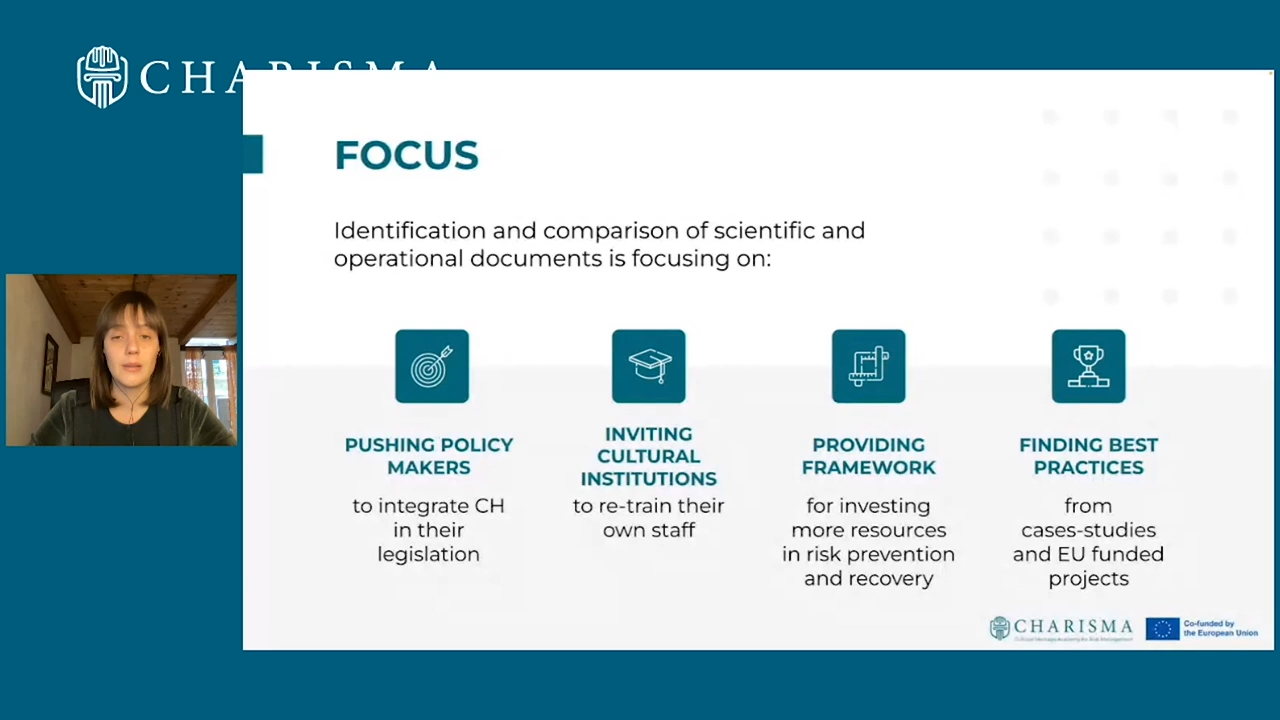 CHARISMA
FOCUS
Identification and comparison of scientific and
operational documents is focusing on:
PUSHING POLICY
MAKERS
to integrate CH
in their
legislation
INVITING
CULTURAL
INSTITUTIONS
to re-train their
own staff
PROVIDING
FRAMEWORK
for investing
more resources
in risk prevention
and recovery
FINDING BEST
PRACTICES
from
cases-studies
and EU funded
projects
CHARISMA
Cultural Heritage Academy for Risk Management
Co-funded by
the European Union